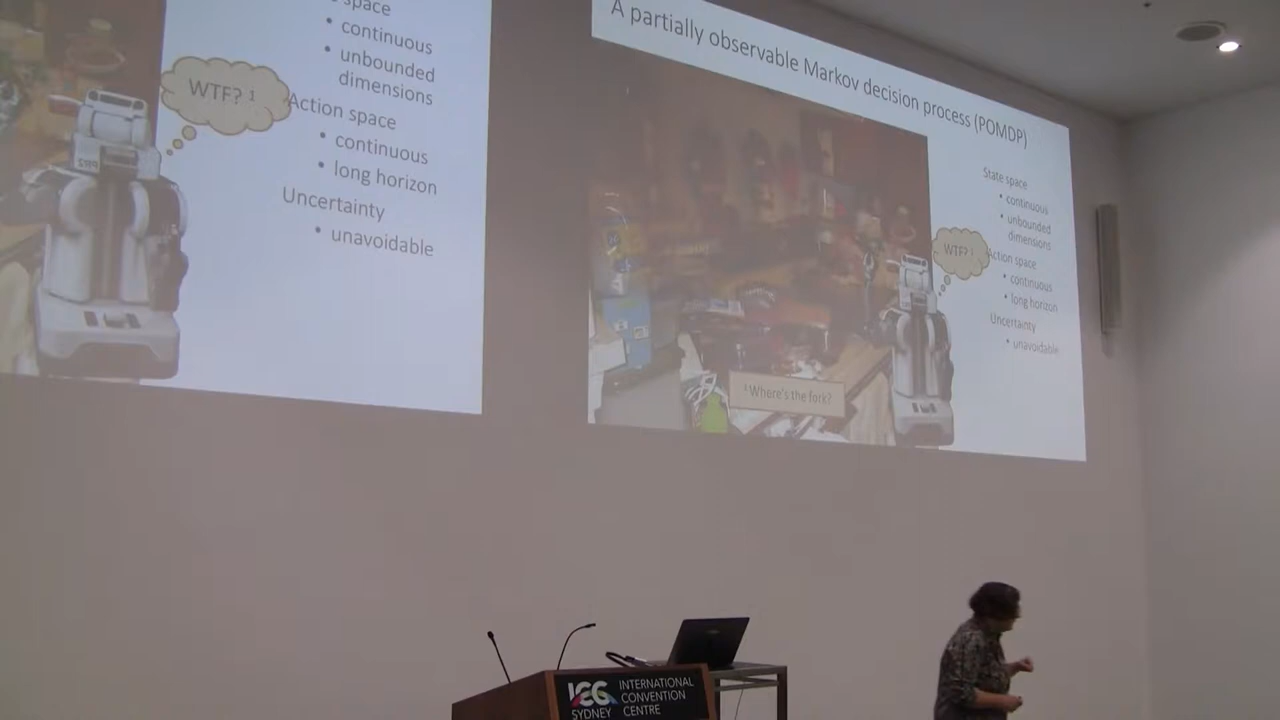 space
• continuous
• unbounded
dimensions
WTF? ¹
Action space
• continuous
• long horizon
Uncertainty
• unavoidable
PR2
A partially observable Markov decision process (POMDP)
State space
• continuous
• unbounded
dimensions
WTF? ¹
Action space
• continuous
• long horizon
Uncertainty
• unavoidable
¹ Where's the fork?
ICC
SYDNEY
INTERNATIONAL
CONVENTION
CENTRE